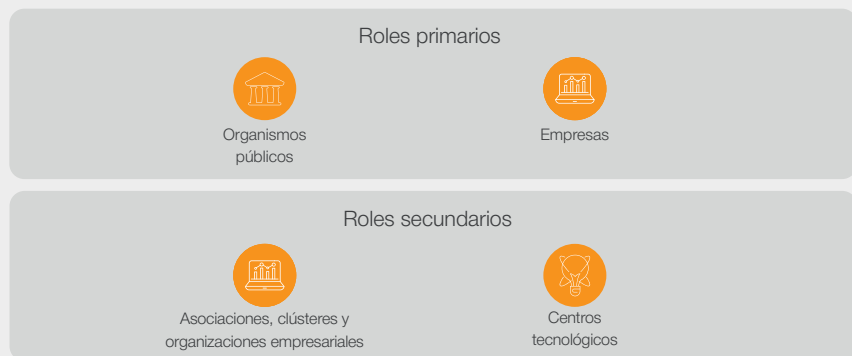 Roles primarios
Organismos
públicos
Empresas
Roles secundarios
Asociaciones, clústeres y
organizaciones empresariales
Centros
tecnológicos